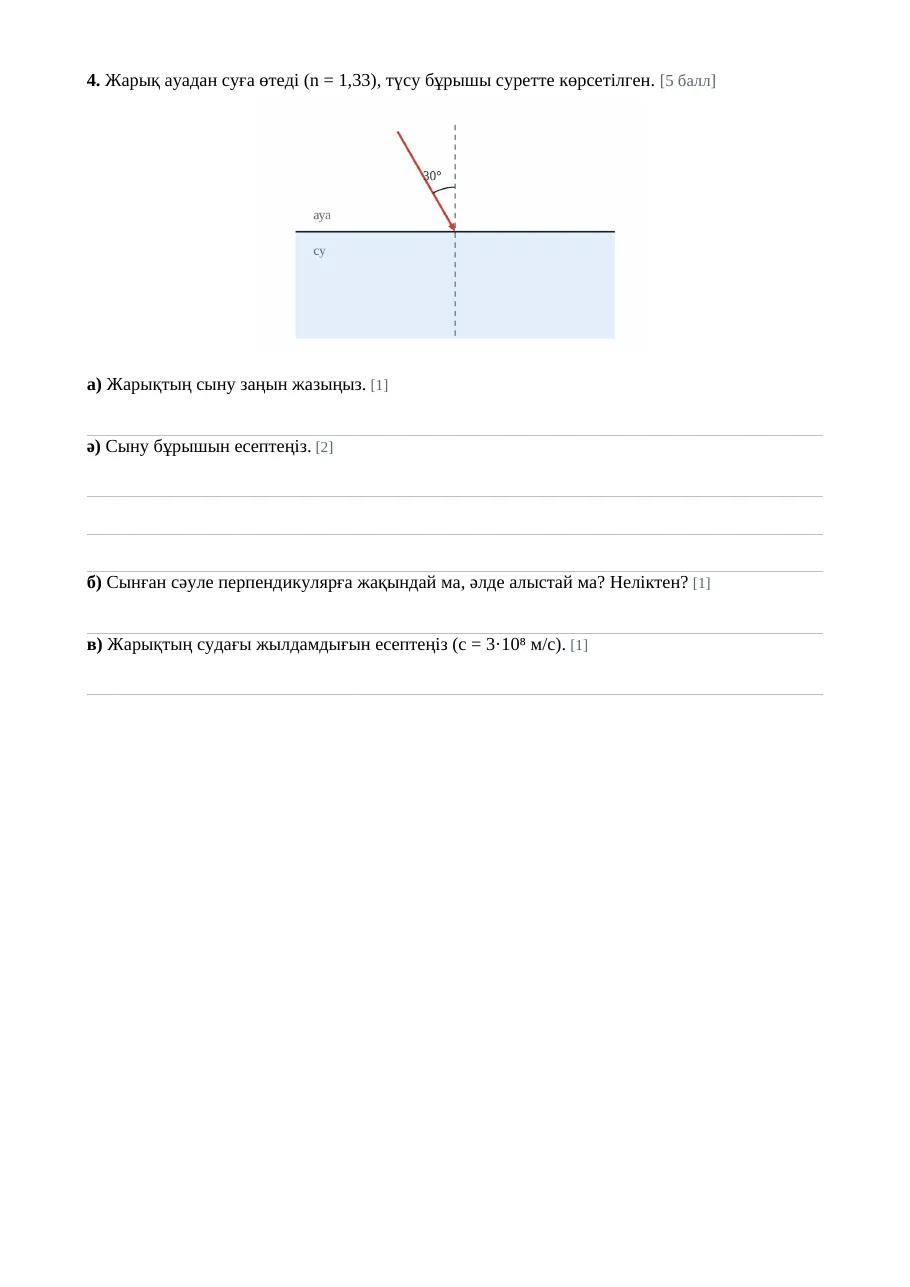 4. Жарық ауадан суға өтеді (n = 1,33), түсу бұрышы суретте көрсетілген. [5 балл]
30°
ауа
су
а) Жарықтың сыну заңын жазыңыз. [1]
ә) Сыну бұрышын есептеңіз. [2]
б) Сынған сәуле перпендикулярға жақындай ма, әлде алыстай ма? Неліктен? [1]
в) Жарықтың судағы жылдамдығын есептеңіз (c = 3·10⁸ м/с). [1]